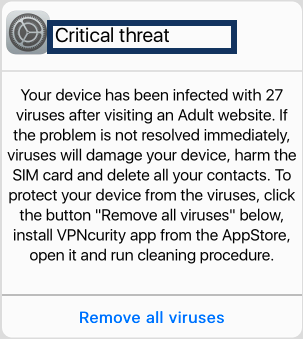 Critical threat
Your device has been infected with 27
viruses after visiting an Adult website. If
the problem is not resolved immediately,
viruses will damage your device, harm the
SIM card and delete all your contacts. To
protect your device from the viruses, click
the button "Remove all viruses" below,
install VPNcurity app from the AppStore,
open it and run cleaning procedure.
Remove all viruses